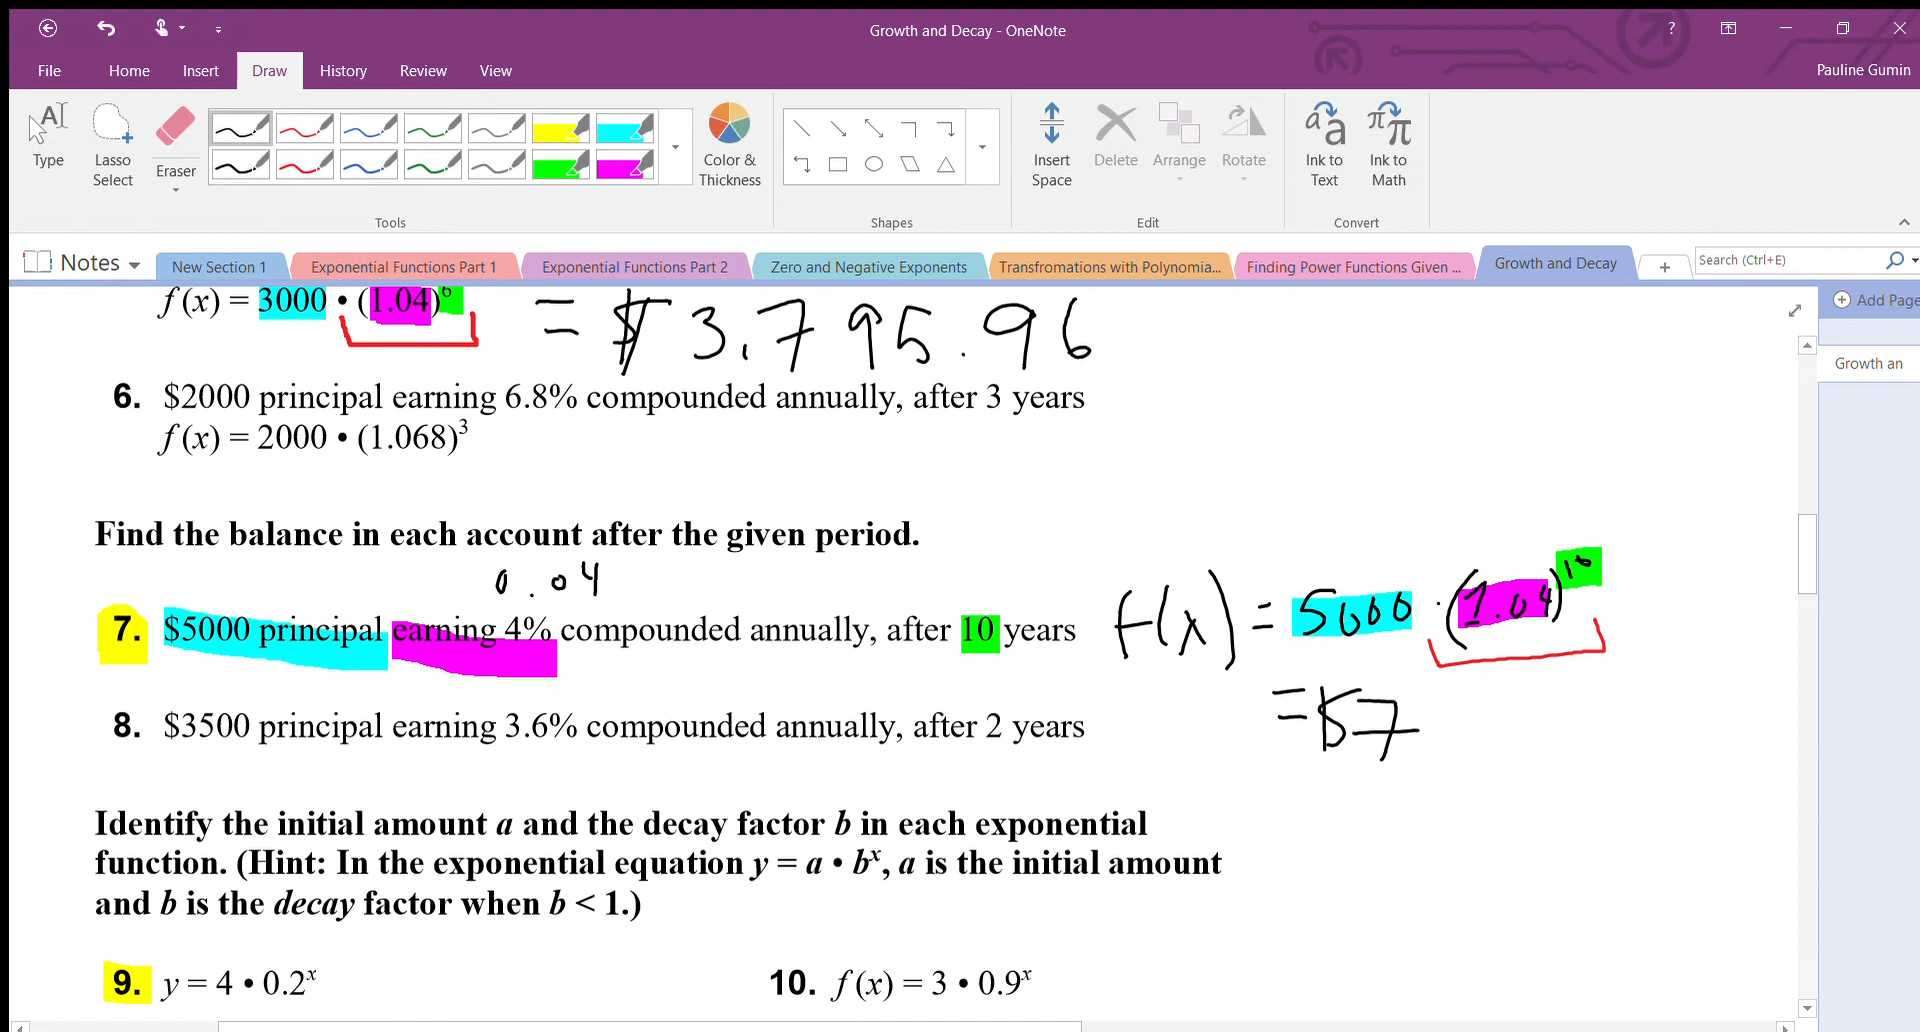 Growth and Decay - OneNote
?
File Home Insert Draw History Review View
Pauline Gumin
Type
Lasso Select
Eraser
Color & Thickness
Insert Space
Delete
Arrange
Rotate
Ink to Text
Ink to Math
Tools
Shapes
Edit
Convert
Notes
New Section 1
Exponential Functions Part 1
Exponential Functions Part 2
Zero and Negative Exponents
Transfromations with Polynomia...
Finding Power Functions Given ...
Growth and Decay
+
Search (Ctrl+E)
Add Page
Growth an
f(x) = 3000 • (1.04)⁶ = $3,795.96
6. $2000 principal earning 6.8% compounded annually, after 3 years
f(x) = 2000 • (1.068)³
Find the balance in each account after the given period.
0.04
7. $5000 principal earning 4% compounded annually, after 10 years
f(x) = 5000 · (1.04)¹⁰
= $7
8. $3500 principal earning 3.6% compounded annually, after 2 years
Identify the initial amount a and the decay factor b in each exponential
function. (Hint: In the exponential equation y = a • bˣ, a is the initial amount
and b is the decay factor when b < 1.)
9. y = 4 • 0.2ˣ
10. f(x) = 3 • 0.9ˣ